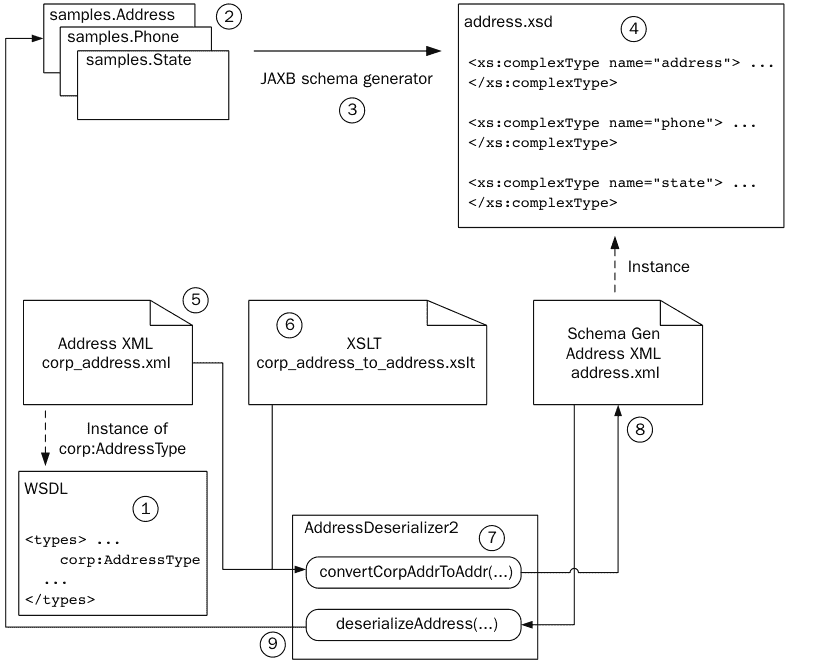 samples.Address
samples.Phone
samples.State
2
JAXB schema generator
3
address.xsd
4
<xs:complexType name="address"> ...
</xs:complexType>
<xs:complexType name="phone"> ...
</xs:complexType>
<xs:complexType name="state"> ...
</xs:complexType>
Instance
5
Address XML
corp_address.xml
6
XSLT
corp_address_to_address.xslt
Schema Gen
Address XML
address.xml
8
Instance of
corp:AddressType
WSDL
1
<types> ...
corp:AddressType
...
</types>
AddressDeserializer2
7
convertCorpAddrToAddr(...)
deserializeAddress(...)
9